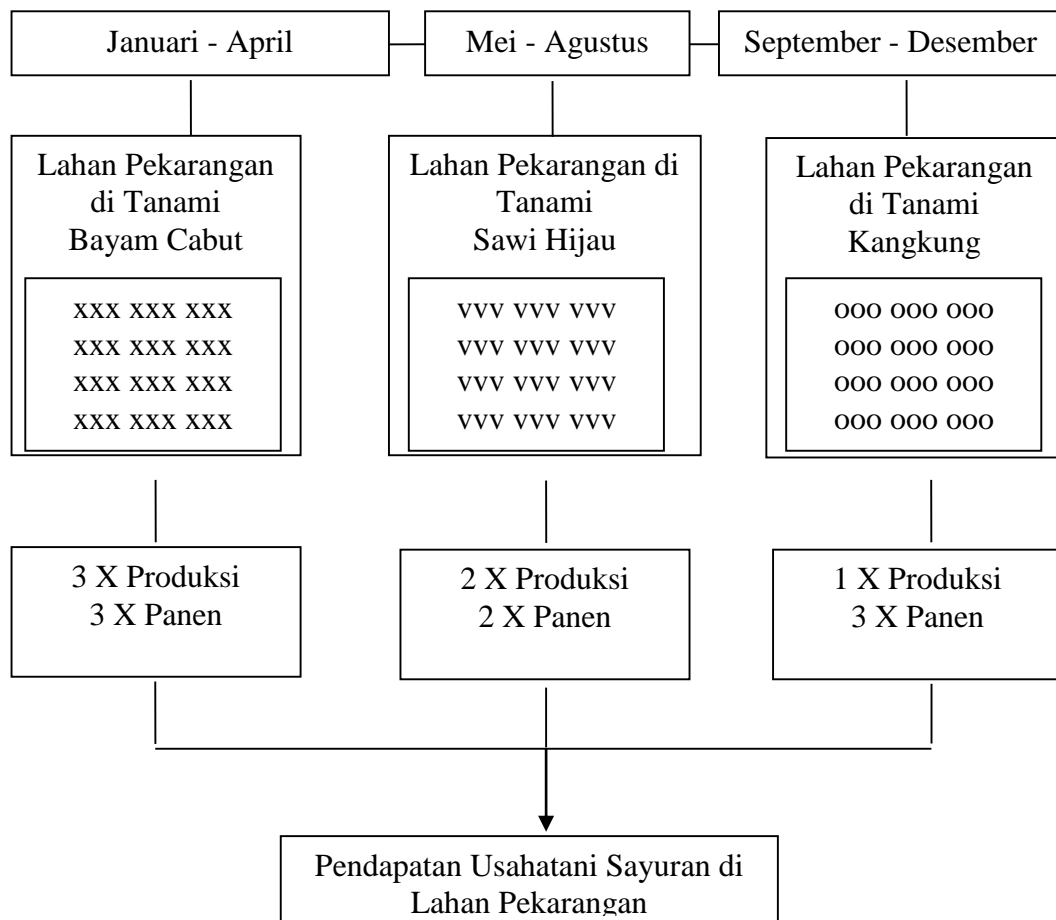 Januari - April
Mei - Agustus
September - Desember
Lahan Pekarangan
di Tanami
Bayam Cabut
xxx xxx xxx
xxx xxx xxx
xxx xxx xxx
xxx xxx xxx
Lahan Pekarangan di
Tanami
Sawi Hijau
vvv vvv vvv
vvv vvv vvv
vvv vvv vvv
vvv vvv vvv
Lahan Pekarangan
di Tanami
Kangkung
ooo ooo ooo
ooo ooo ooo
ooo ooo ooo
ooo ooo ooo
3 X Produksi
3 X Panen
2 X Produksi
2 X Panen
1 X Produksi
3 X Panen
Pendapatan Usahatani Sayuran di
Lahan Pekarangan